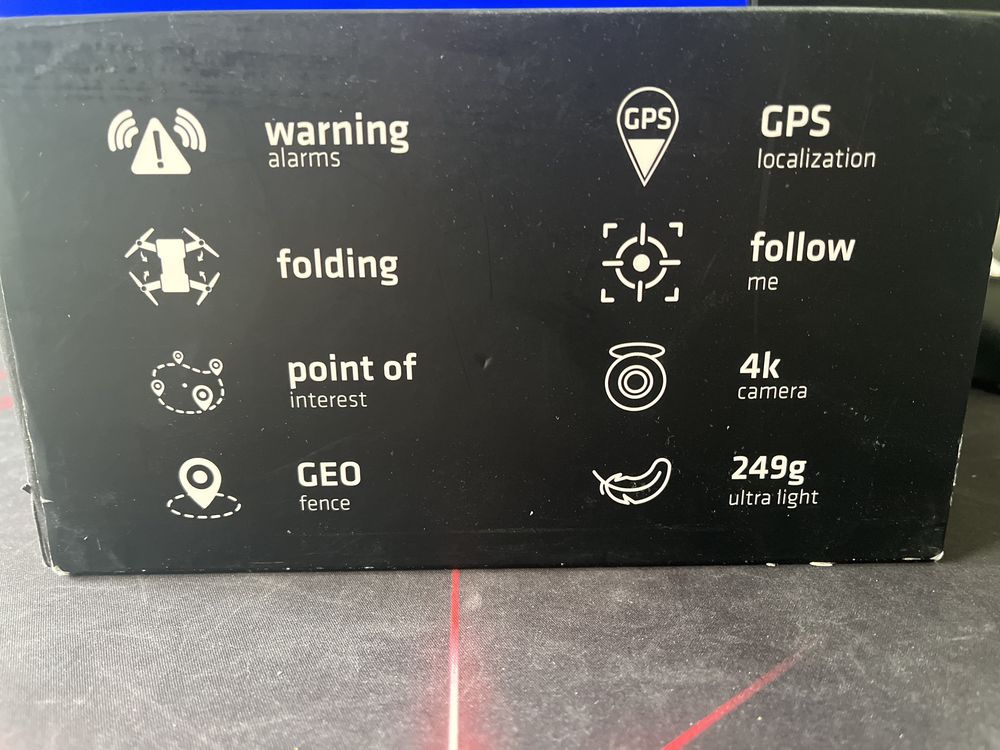 warning
alarms
folding
point of
interest
GEO
fence
GPS
GPS
localization
follow
me
4k
camera
249g
ultra light